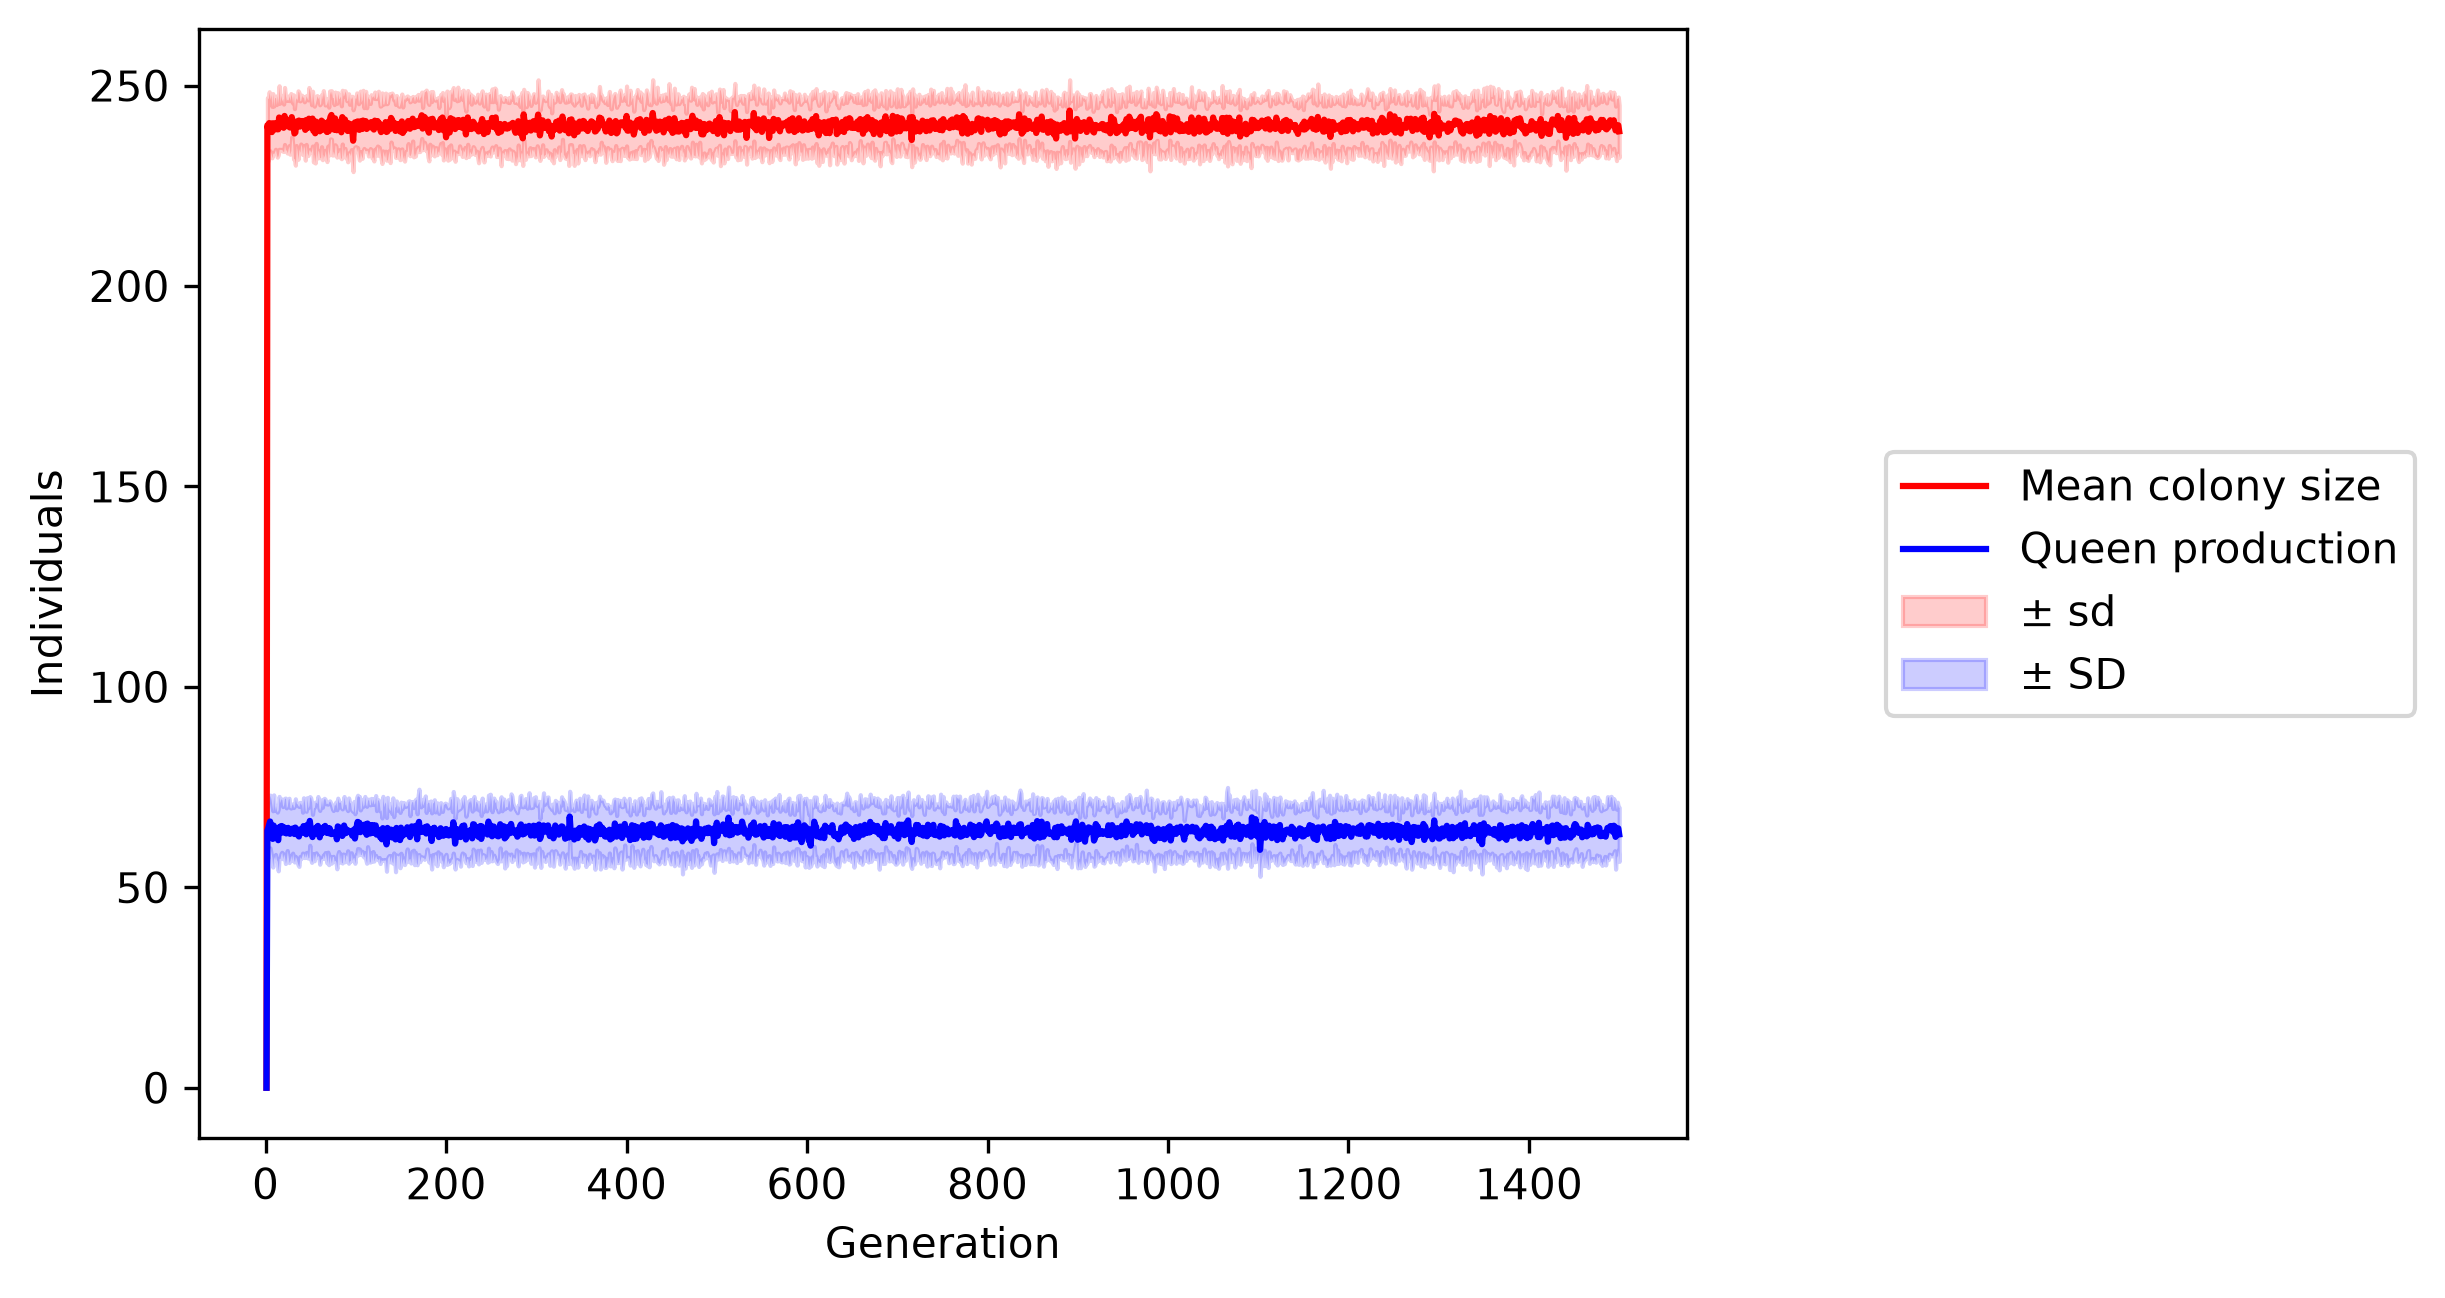 250
200
150
100
50
0
Individuals
0 200 400 600 800 1000 1200 1400
Generation
Mean colony size
Queen production
± sd
± SD